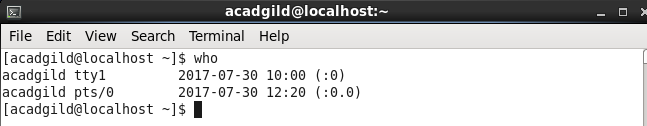 acadgild@localhost:~
File Edit View Search Terminal Help
[acadgild@localhost ~]$ who
acadgild tty1         2017-07-30 10:00 (:0)
acadgild pts/0        2017-07-30 12:20 (:0.0)
[acadgild@localhost ~]$